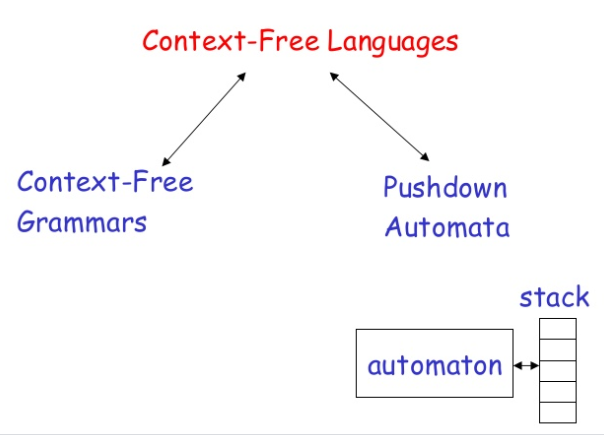 Context-Free Languages
Context-Free
Grammars
Pushdown
Automata
stack
automaton